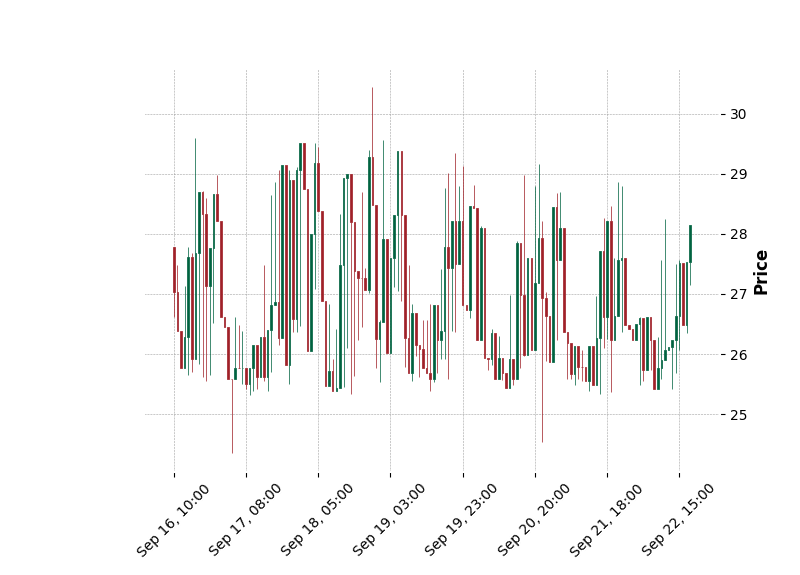 30
29
28
27
26
25
Price
Sep 16, 10:00
Sep 17, 08:00
Sep 18, 05:00
Sep 19, 03:00
Sep 19, 23:00
Sep 20, 20:00
Sep 21, 18:00
Sep 22, 15:00